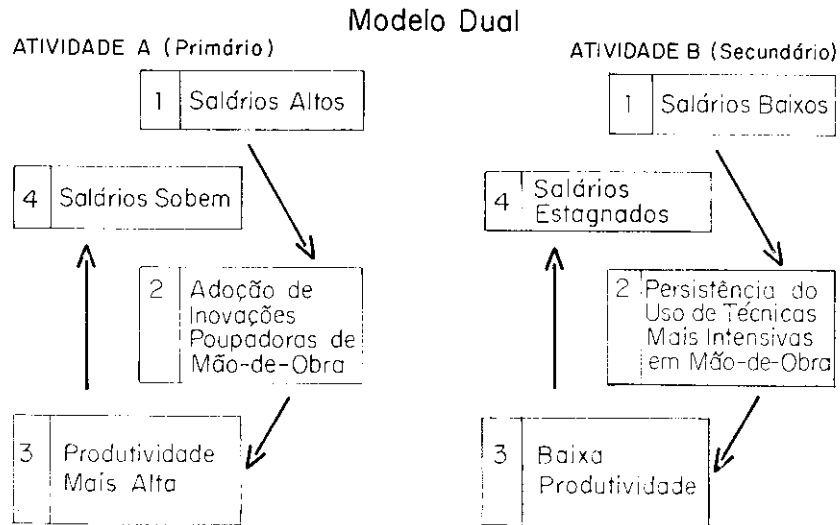 Modelo Dual
ATIVIDADE A (Primário)
1 Salários Altos
4 Salários Sobem
2 Adoção de
Inovações
Poupadoras de
Mão-de-Obra
3 Produtividade
Mais Alta
ATIVIDADE B (Secundário)
1 Salários Baixos
4 Salários
Estagnados
2 Persistência do
Uso de Técnicas
Mais Intensivas
em Mão-de-Obra
3 Baixa
Produtividade